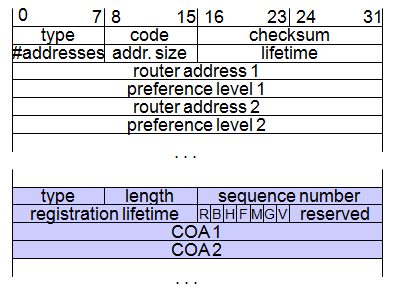 0 7 8 15 16 23 24 31
type code checksum
#addresses addr. size lifetime
router address 1
preference level 1
router address 2
preference level 2
. . .
type length sequence number
registration lifetime R B H F M G V reserved
COA 1
COA 2
. . .